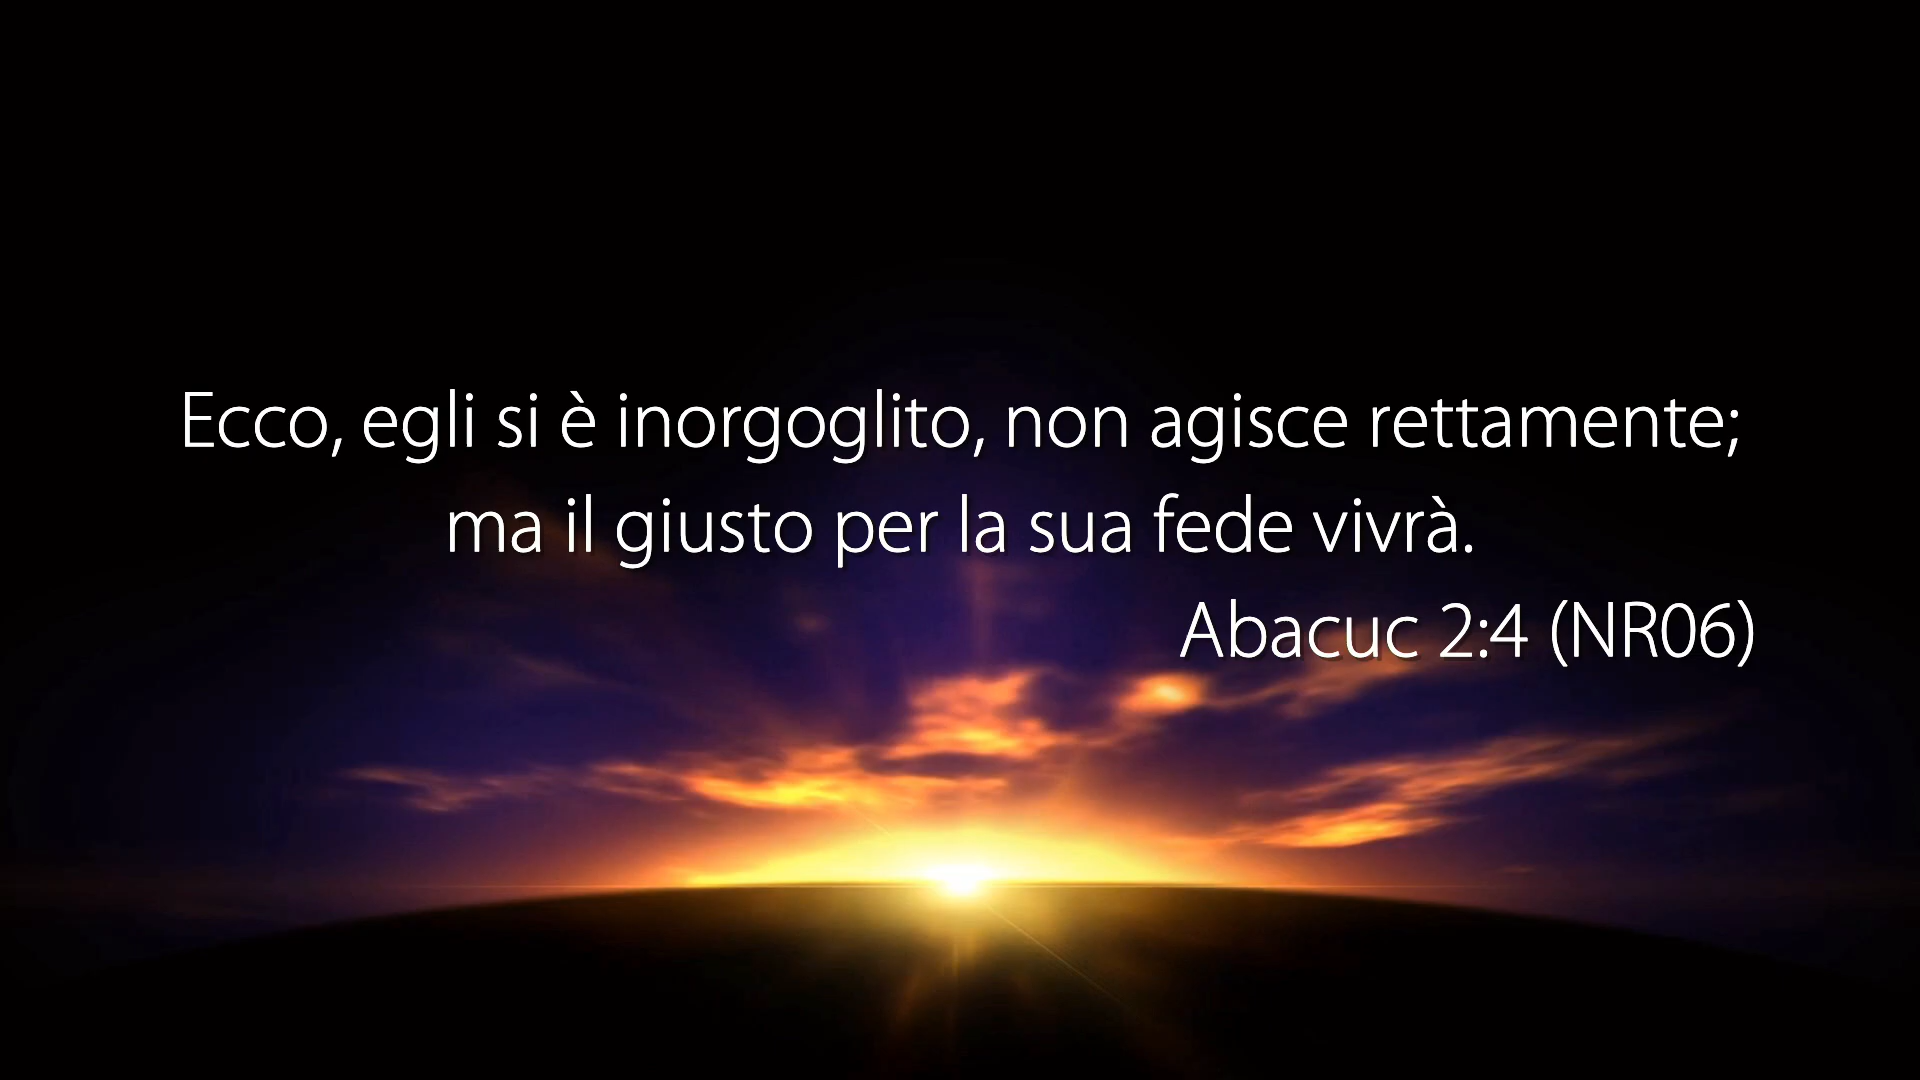 Ecco, egli si è inorgoglito, non agisce rettamente;
ma il giusto per la sua fede vivrà.
Abacuc 2:4 (NR06)